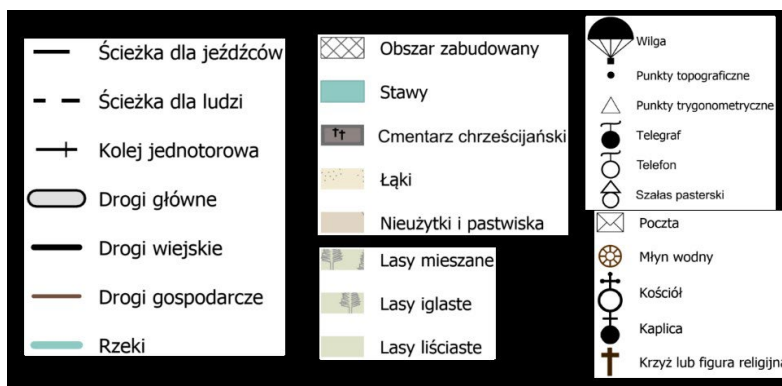 Ścieżka dla jeźdźców
Ścieżka dla ludzi
Kolej jednotorowa
Drogi główne
Drogi wiejskie
Drogi gospodarcze
Rzeki
Obszar zabudowany
Stawy
Cmentarz chrześcijański
Łąki
Nieużytki i pastwiska
Lasy mieszane
Lasy iglaste
Lasy liściaste
Wilga
Punkty topograficzne
Punkty trygonometryczne
Telegraf
Telefon
Szałas pasterski
Poczta
Młyn wodny
Kościół
Kaplica
Krzyż lub figura religijna